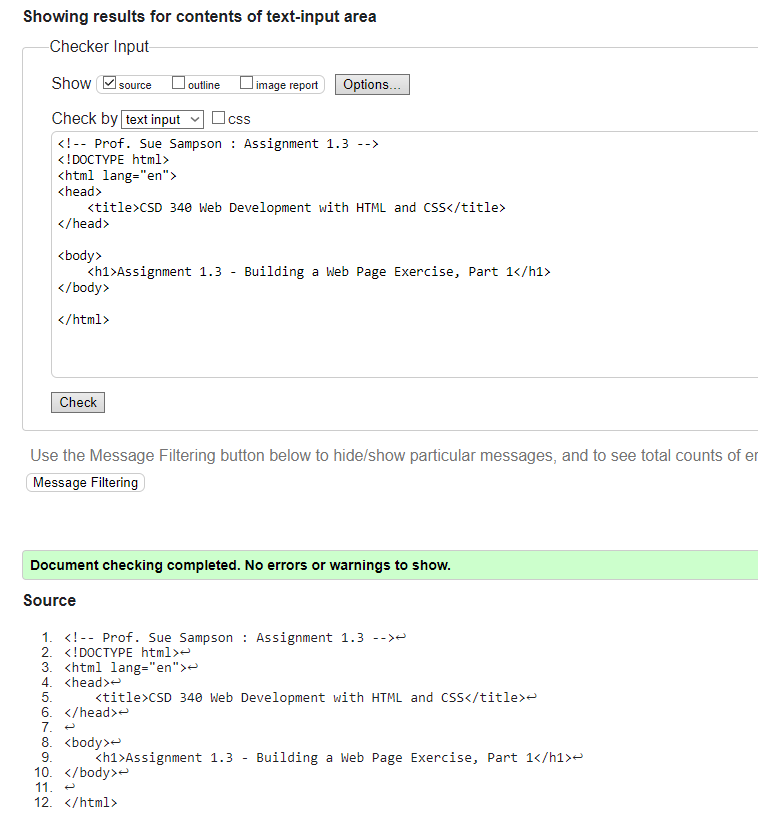 Showing results for contents of text-input area
Checker Input
Show source outline image report Options...
Check by text input css
<!-- Prof. Sue Sampson : Assignment 1.3 -->
<!DOCTYPE html>
<html lang="en">
<head>
    <title>CSD 340 Web Development with HTML and CSS</title>
</head>

<body>
    <h1>Assignment 1.3 - Building a Web Page Exercise, Part 1</h1>
</body>

</html>
Check
Use the Message Filtering button below to hide/show particular messages, and to see total counts of er
Message Filtering
Document checking completed. No errors or warnings to show.
Source
1. <!-- Prof. Sue Sampson : Assignment 1.3 -->↩
2. <!DOCTYPE html>↩
3. <html lang="en">↩
4. <head>↩
5.     <title>CSD 340 Web Development with HTML and CSS</title>↩
6. </head>↩
7. ↩
8. <body>↩
9.     <h1>Assignment 1.3 - Building a Web Page Exercise, Part 1</h1>↩
10. </body>↩
11. ↩
12. </html>